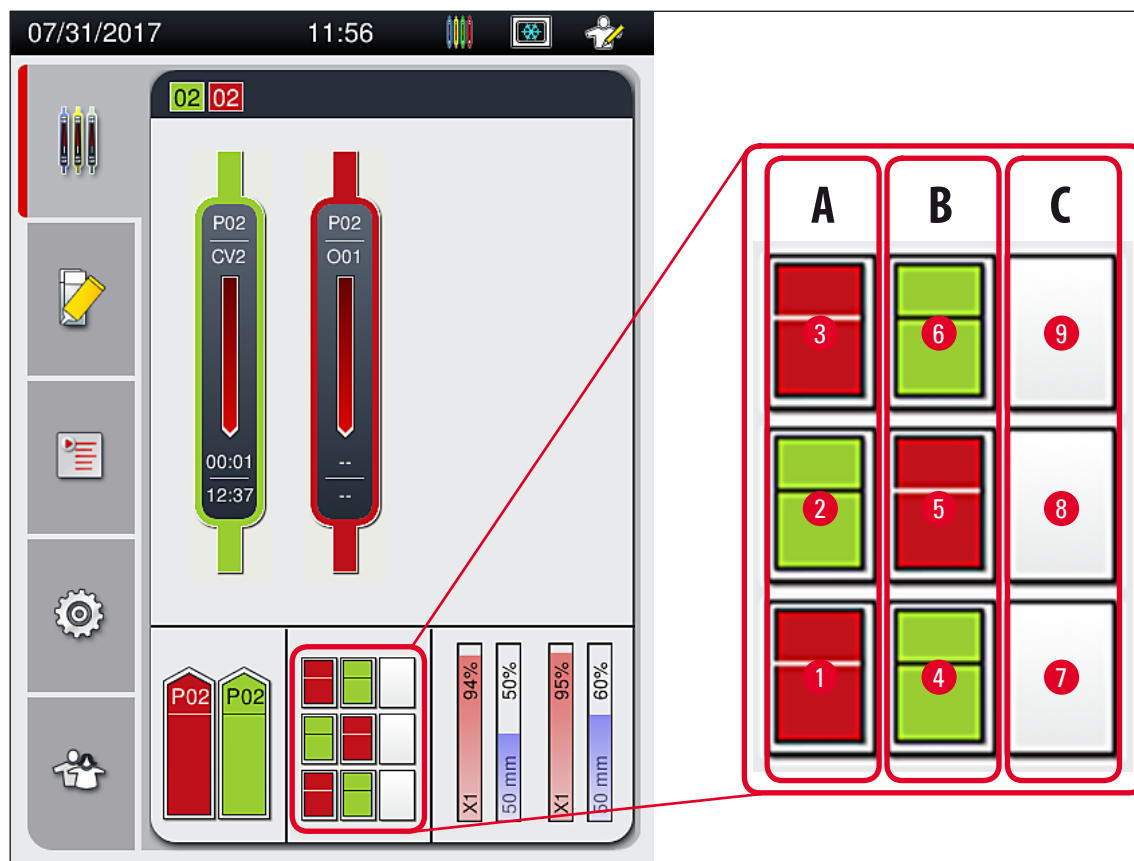 07/31/2017 11:56
02 02
P02 P02
CV2 O01
00:01 --
12:37 --
P02 P02
X1 94%
50 mm 50%
X1 95%
50 mm 60%
A B C
3 6 9
2 5 8
1 4 7